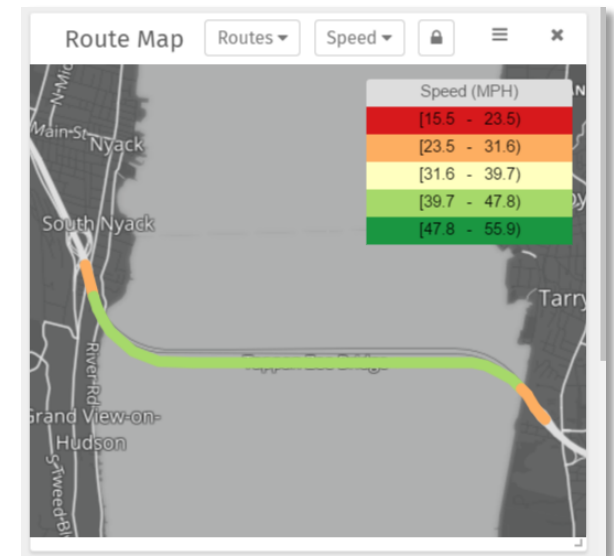 Route Map
Routes
Speed
Speed (MPH)
[15.5 - 23.5)
[23.5 - 31.6)
[31.6 - 39.7)
[39.7 - 47.8)
[47.8 - 55.9)
Main St
Nyack
South Nyack
Tarry
River Rd
Grand View-on-
Hudson